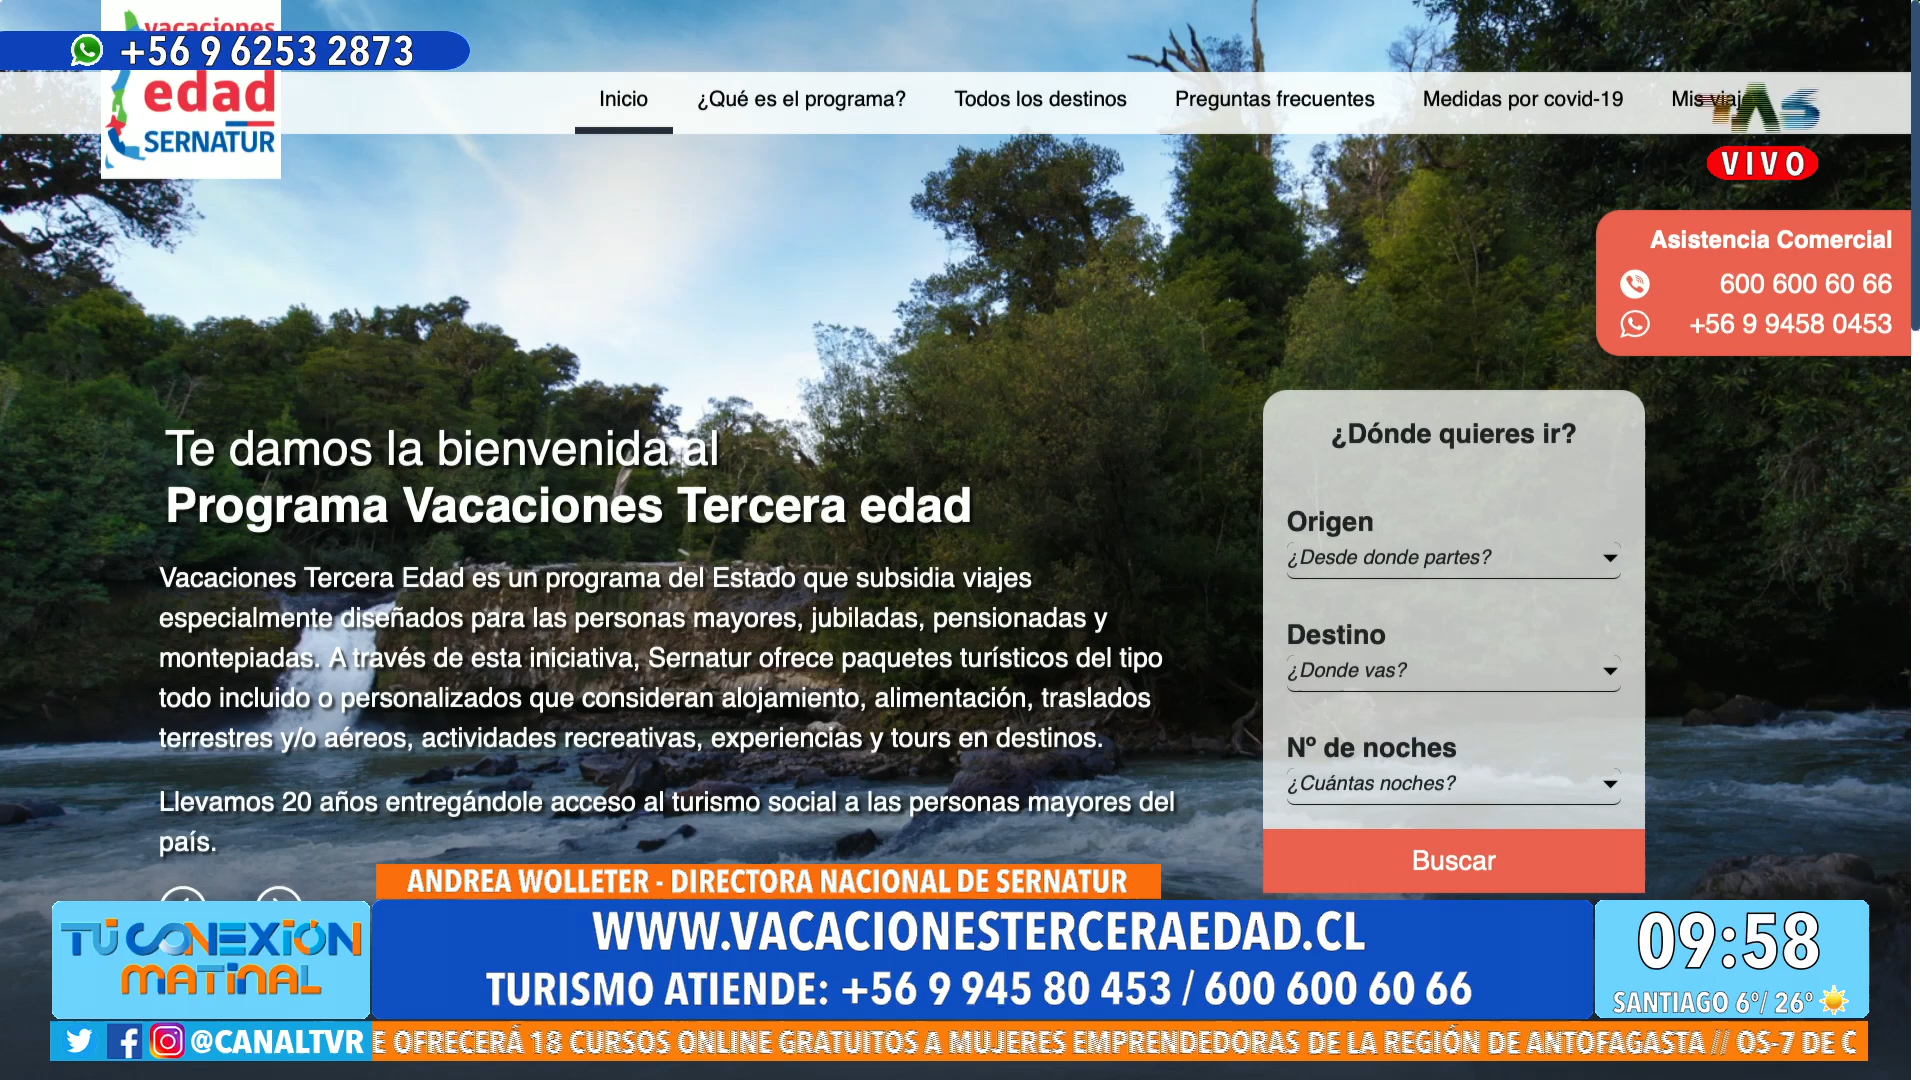 vacaciones
+56 9 6253 2873
edad
SERNATUR
Inicio
¿Qué es el programa?
Todos los destinos
Preguntas frecuentes
Medidas por covid-19
Mis viaj
VIVO
Asistencia Comercial
600 600 60 66
+56 9 9458 0453
Te damos la bienvenida al
Programa Vacaciones Tercera edad
Vacaciones Tercera Edad es un programa del Estado que subsidia viajes
especialmente diseñados para las personas mayores, jubiladas, pensionadas y
montepiadas. A través de esta iniciativa, Sernatur ofrece paquetes turísticos del tipo
todo incluido o personalizados que consideran alojamiento, alimentación, traslados
terrestres y/o aéreos, actividades recreativas, experiencias y tours en destinos.
Llevamos 20 años entregándole acceso al turismo social a las personas mayores del
país.
¿Dónde quieres ir?
Origen
¿Desde donde partes?
Destino
¿Donde vas?
Nº de noches
¿Cuántas noches?
Buscar
ANDREA WOLLETER - DIRECTORA NACIONAL DE SERNATUR
TU CONEXIÓN
MATINAL
WWW.VACACIONESTERCERAEDAD.CL
TURISMO ATIENDE: +56 9 945 80 453 / 600 600 60 66
09:58
SANTIAGO 6º/ 26º
@CANALTVR
E OFRECERÁ 18 CURSOS ONLINE GRATUITOS A MUJERES EMPRENDEDORAS DE LA REGIÓN DE ANTOFAGASTA // OS-7 DE C